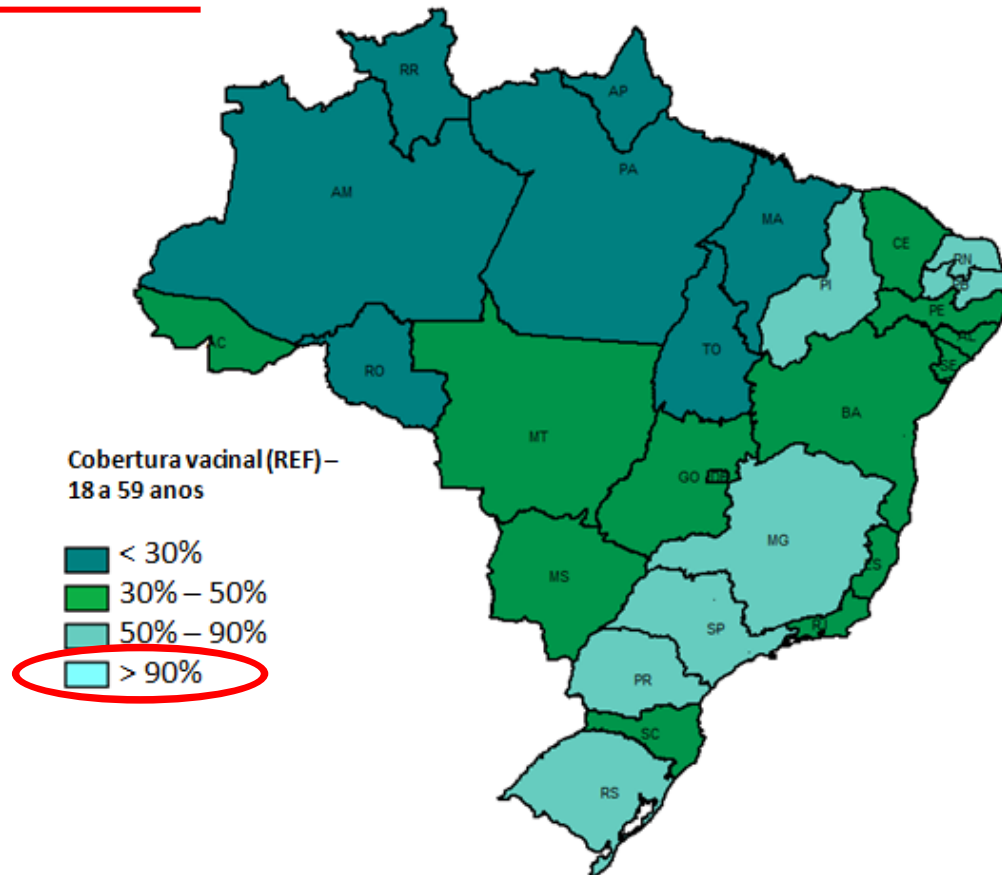 RR
AP
AM
PA
MA
CE
RN
PB
PI
PE
AL
SE
AC
RO
TO
BA
MT
GO
DF
MG
ES
MS
SP
RJ
PR
SC
RS
Cobertura vacinal (REF) –
18 a 59 anos
< 30%
30% – 50%
50% – 90%
> 90%